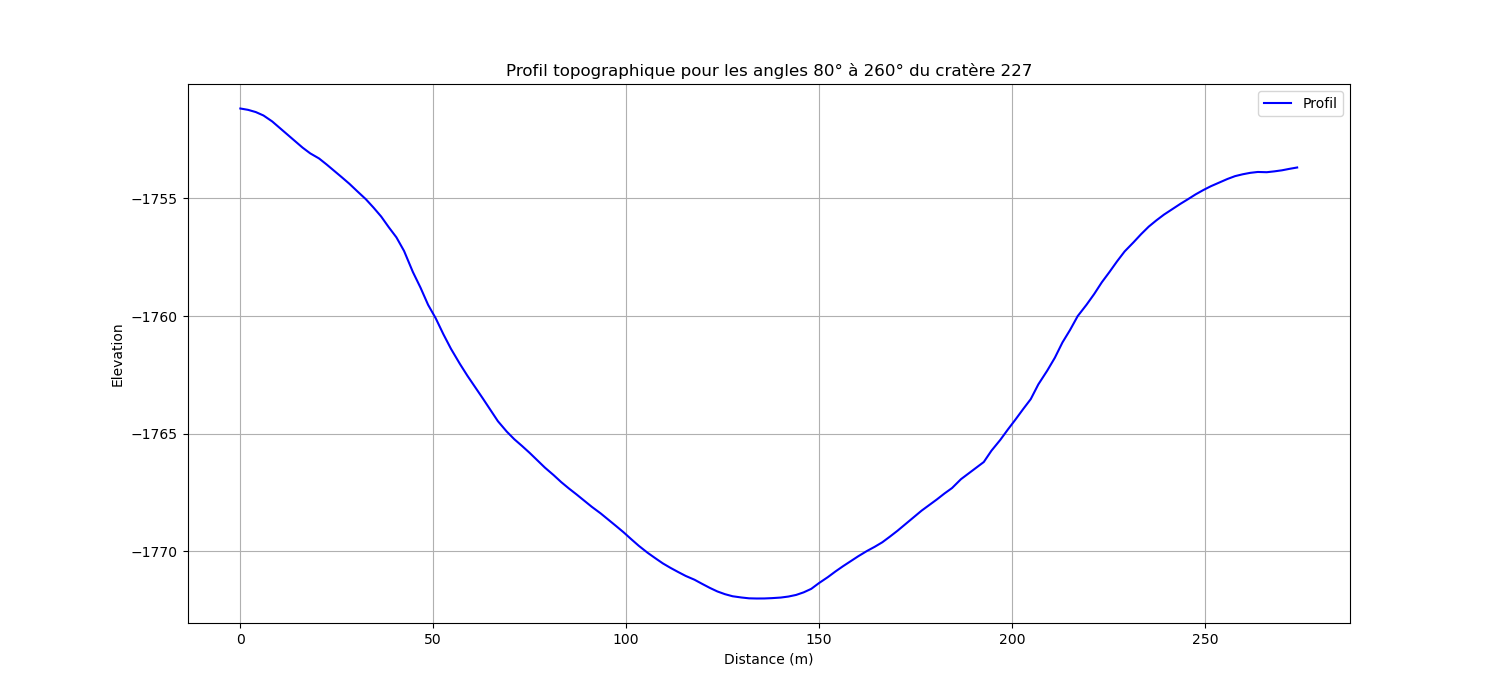 Profil topographique pour les angles 80° à 260° du cratère 227
Profil
−1755
−1760
−1765
−1770
Elevation
0 50 100 150 200 250
Distance (m)